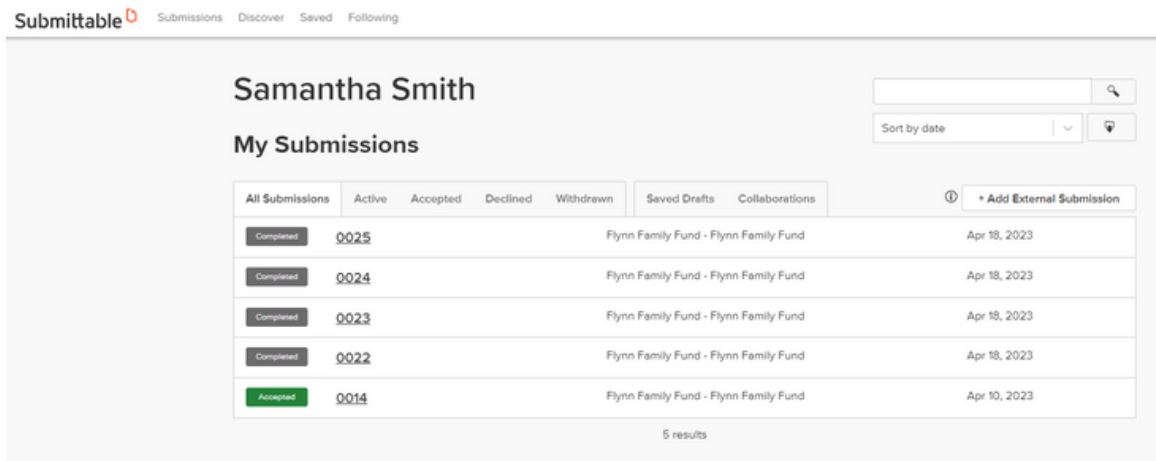 Submittable Submissions Discover Saved Following
Samantha Smith
Sort by date
My Submissions
All Submissions Active Accepted Declined Withdrawn Saved Drafts Collaborations + Add External Submission
Completed 0025 Flynn Family Fund - Flynn Family Fund Apr 18, 2023
Completed 0024 Flynn Family Fund - Flynn Family Fund Apr 18, 2023
Completed 0023 Flynn Family Fund - Flynn Family Fund Apr 18, 2023
Completed 0022 Flynn Family Fund - Flynn Family Fund Apr 18, 2023
Accepted 0014 Flynn Family Fund - Flynn Family Fund Apr 10, 2023
5 results